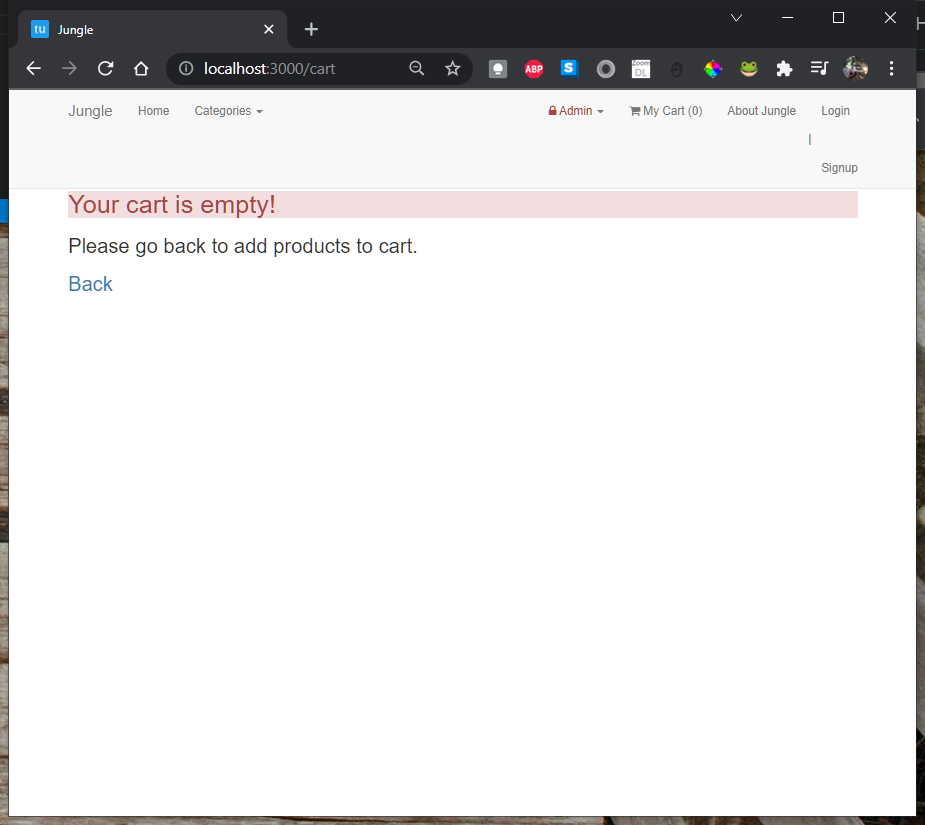 tu Jungle
localhost:3000/cart
ABP S Zoom DL
Jungle Home Categories Admin My Cart (0) About Jungle Login
|
Signup
Your cart is empty!
Please go back to add products to cart.
Back